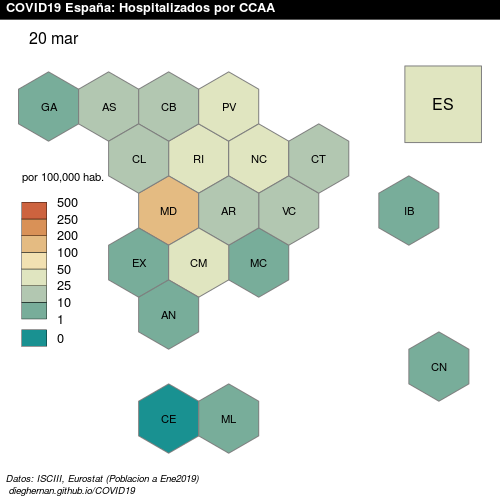 COVID19 España: Hospitalizados por CCAA
20 mar
GA
AS
CB
PV
ES
CL
RI
NC
CT
por 100,000 hab.
MD
AR
VC
IB
500
250
200
100
50
25
10
1
0
EX
CM
MC
AN
CN
CE
ML
Datos: ISCIII, Eurostat (Poblacion a Ene2019)
dieghernan.github.io/COVID19